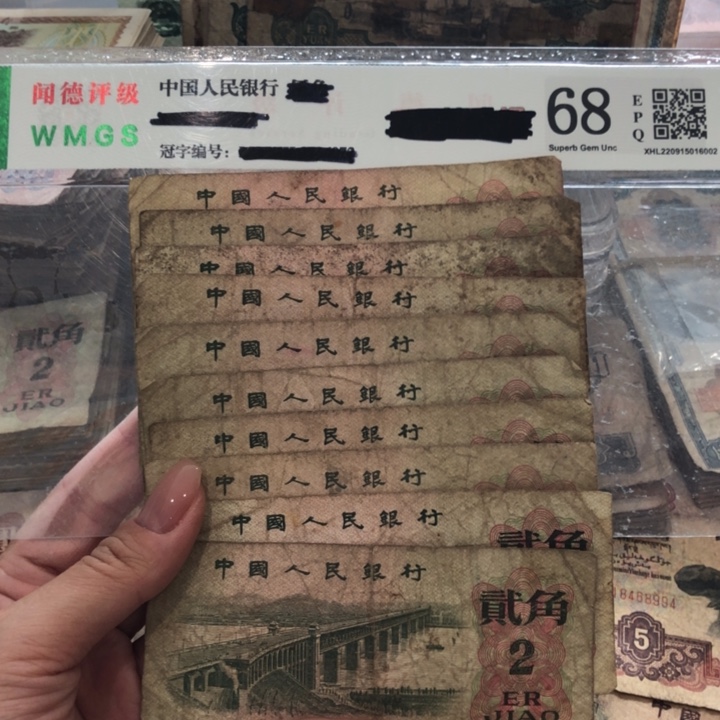 闻德评级
WMGS
中国人民银行
冠字编号:
68
Superb Gem Unc
EPQ
XHL220915016002
中國人民銀行
中國人民銀行
中國人民銀行
中國人民銀行
中國人民銀行
中國人民銀行
中國人民銀行
中國人民銀行
中國人民銀行
貳角
中國人民銀行
貳角
2
ER
JIAO
貳角
2
ER
JIAO
5